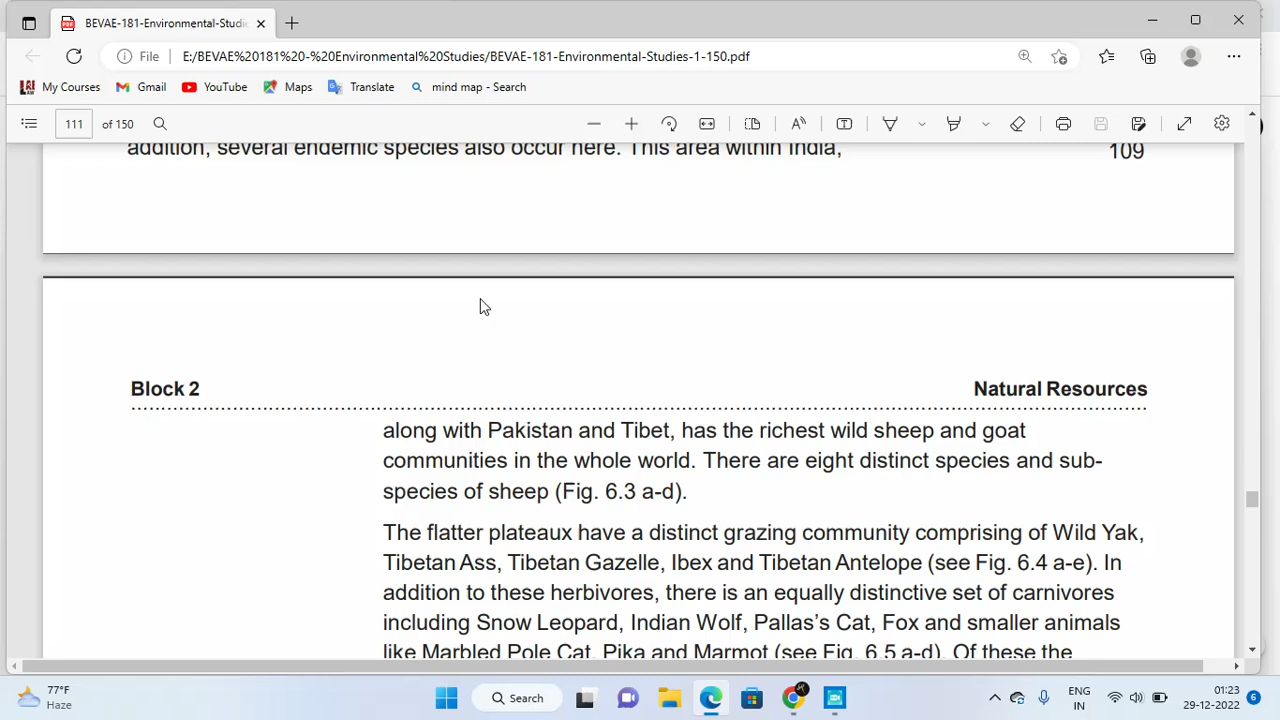 BEVAE-181-Environmental-Studi
File
E:/BEVAE%20181%20-%20Environmental%20Studies/BEVAE-181-Environmental-Studies-1-150.pdf
My Courses
Gmail
YouTube
Maps
Translate
mind map - Search
111 of 150
addition, several endemic species also occur here. This area within India,
109
Block 2
Natural Resources
along with Pakistan and Tibet, has the richest wild sheep and goat
communities in the whole world. There are eight distinct species and sub-
species of sheep (Fig. 6.3 a-d).
The flatter plateaux have a distinct grazing community comprising of Wild Yak,
Tibetan Ass, Tibetan Gazelle, Ibex and Tibetan Antelope (see Fig. 6.4 a-e). In
addition to these herbivores, there is an equally distinctive set of carnivores
including Snow Leopard, Indian Wolf, Pallas's Cat, Fox and smaller animals
like Marbled Pole Cat, Pika and Marmot (see Fig. 6.5 a-d). Of these the
77°F
Haze
Search
ENG
IN
01:23
29-12-2022
6